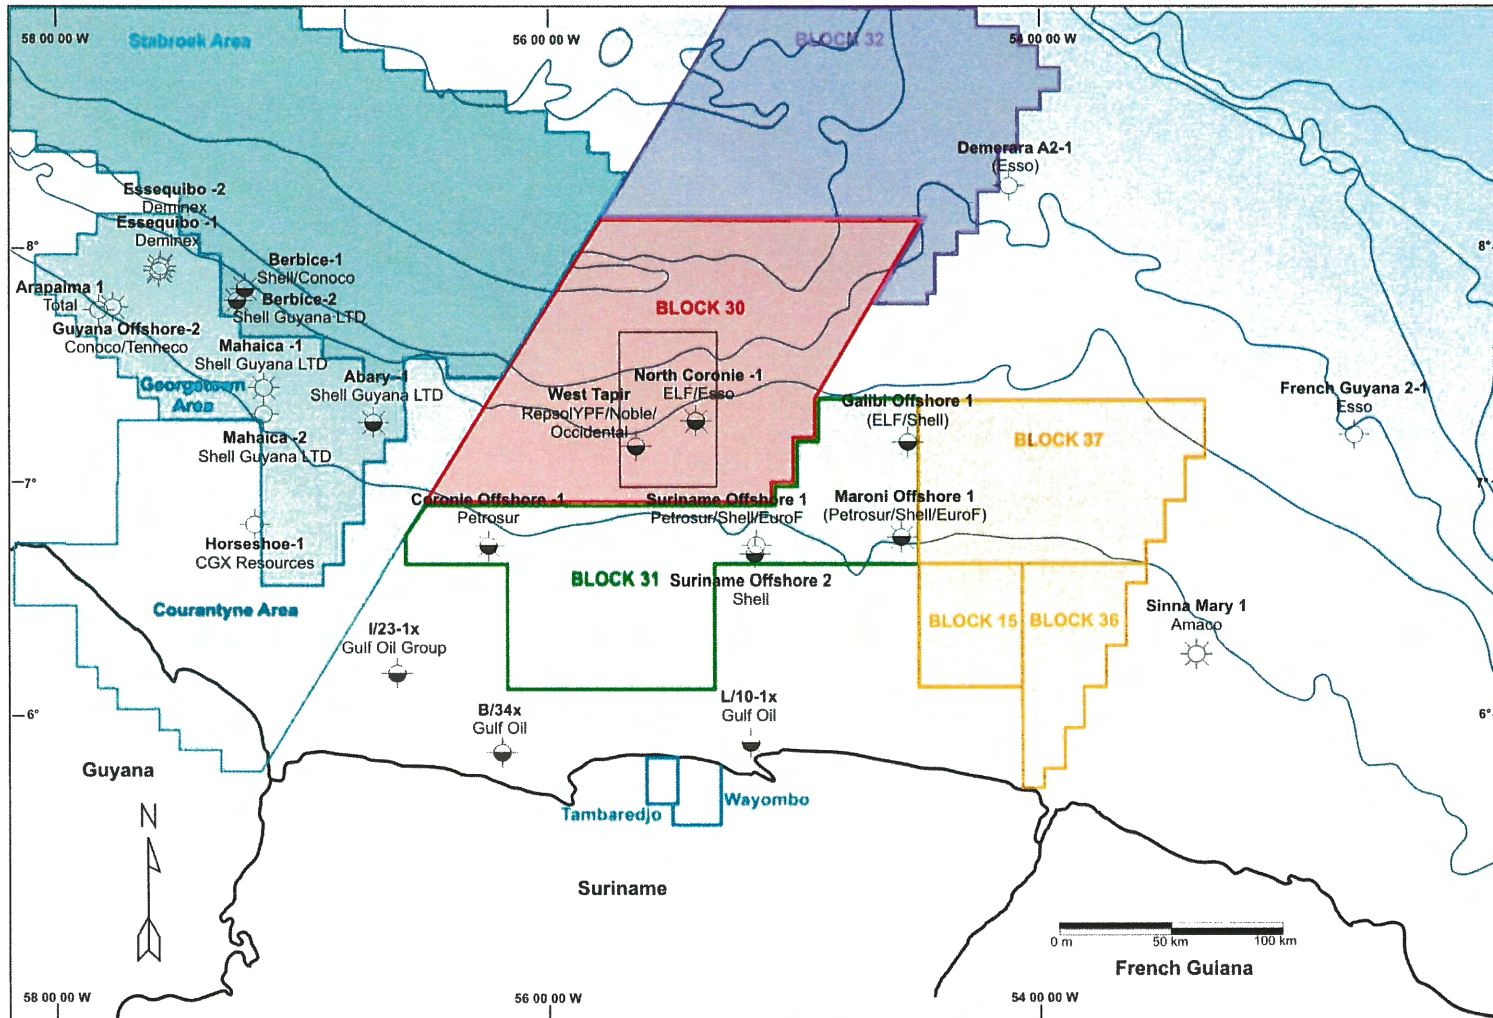 58 00 00 W
56 00 00 W
54 00 00 W
Stabroek Area
BLOCK 32
Demerara A2-1
(Esso)
Essequibo -2
Deminex
Essequibo -1
Deminex
8°
8°
Berbice-1
Shell/Conoco
Arapaima 1
Total
Berbice-2
Shell Guyana LTD
BLOCK 30
Guyana Offshore-2
Conoco/Tenneco
Mahaica -1
Shell Guyana LTD
Georgetown
Area
Abary -1
Shell Guyana LTD
North Coronie -1
ELF/Esso
West Tapir
RepsolYPF/Noble/
Occidental
Galibi Offshore 1
(ELF/Shell)
French Guyana 2-1
Esso
BLOCK 37
Mahaica -2
Shell Guyana LTD
7°
7°
Coronie Offshore -1
Petrosur
Suriname Offshore 1
Petrosur/Shell/EuroF
Maroni Offshore 1
(Petrosur/Shell/EuroF)
Horseshoe-1
CGX Resources
BLOCK 31
Suriname Offshore 2
Shell
Courantyne Area
BLOCK 15
BLOCK 36
Sinna Mary 1
Amaco
I/23-1x
Gulf Oil Group
6°
6°
B/34x
Gulf Oil
L/10-1x
Gulf Oil
Guyana
N
Tambaredjo
Wayombo
Suriname
0 m
50 km
100 km
French Guiana
58 00 00 W
56 00 00 W
54 00 00 W